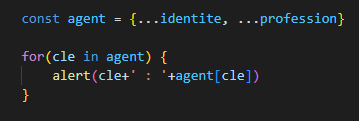 const agent = {...identite, ...profession}
for(cle in agent) {
    alert(cle+' : '+agent[cle])
}